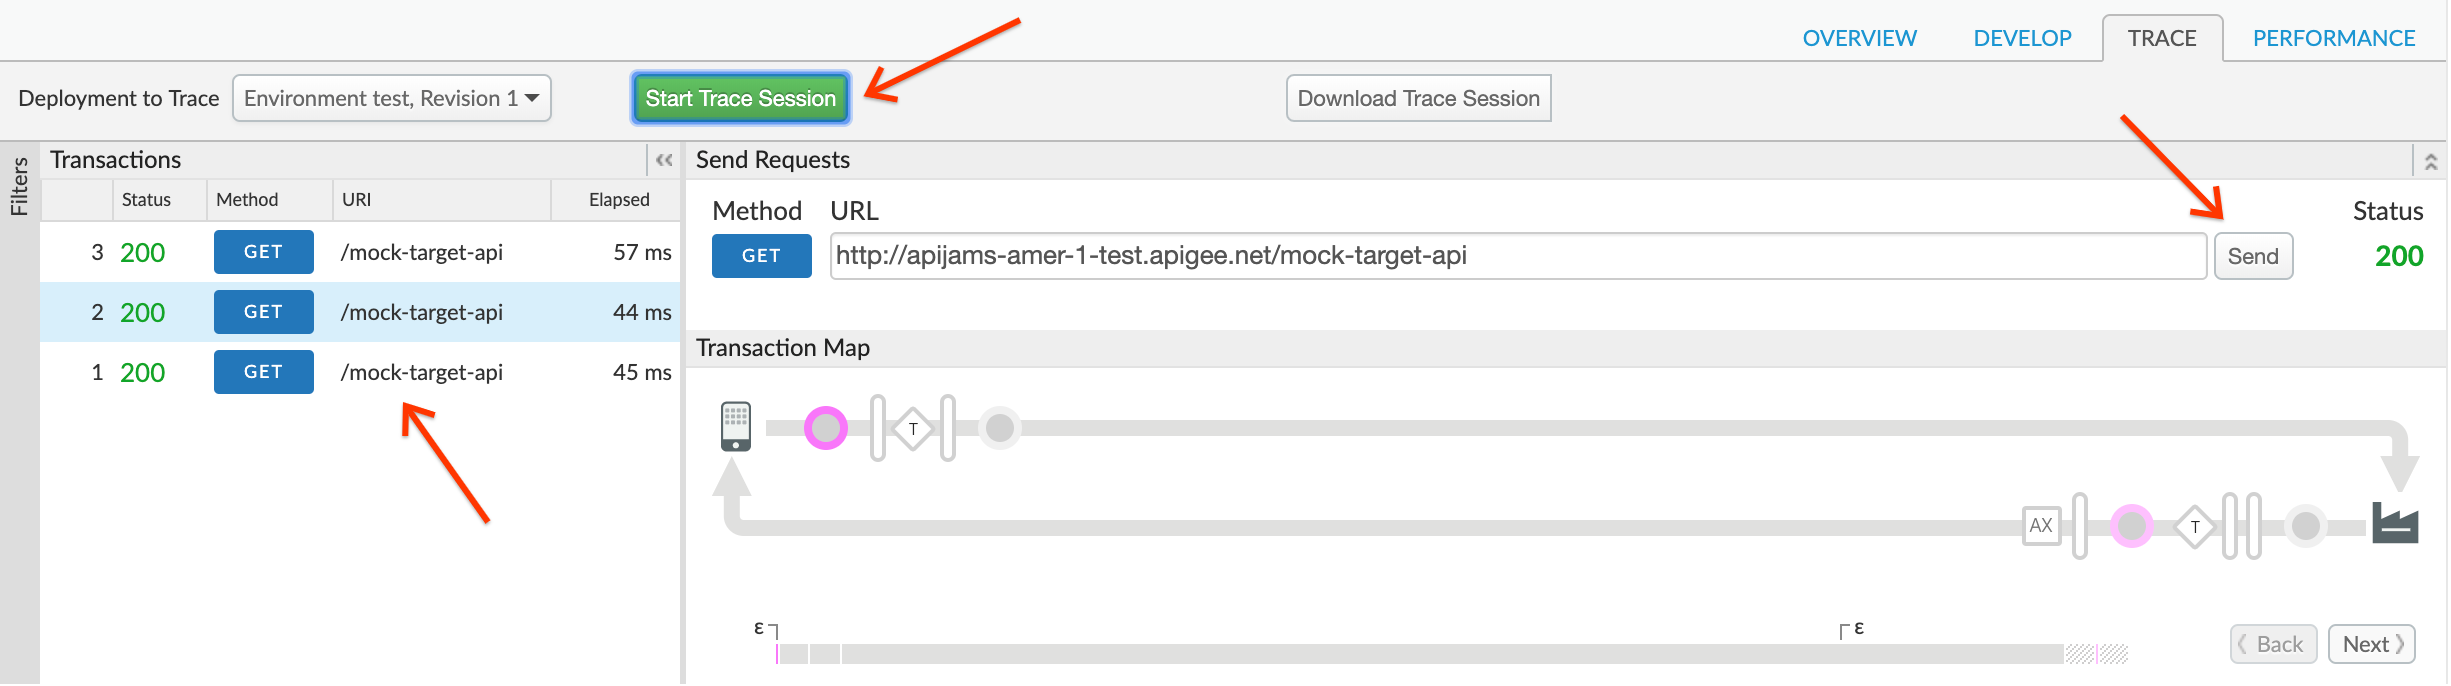 OVERVIEW DEVELOP TRACE PERFORMANCE
Deployment to Trace Environment test, Revision 1 Start Trace Session Download Trace Session
Filters
Transactions «
Status Method URI Elapsed
3 200 GET /mock-target-api 57 ms
2 200 GET /mock-target-api 44 ms
1 200 GET /mock-target-api 45 ms
Send Requests
Method URL Status
GET http://apijams-amer-1-test.apigee.net/mock-target-api Send 200
Transaction Map
T
AX T
ε ε
Back Next